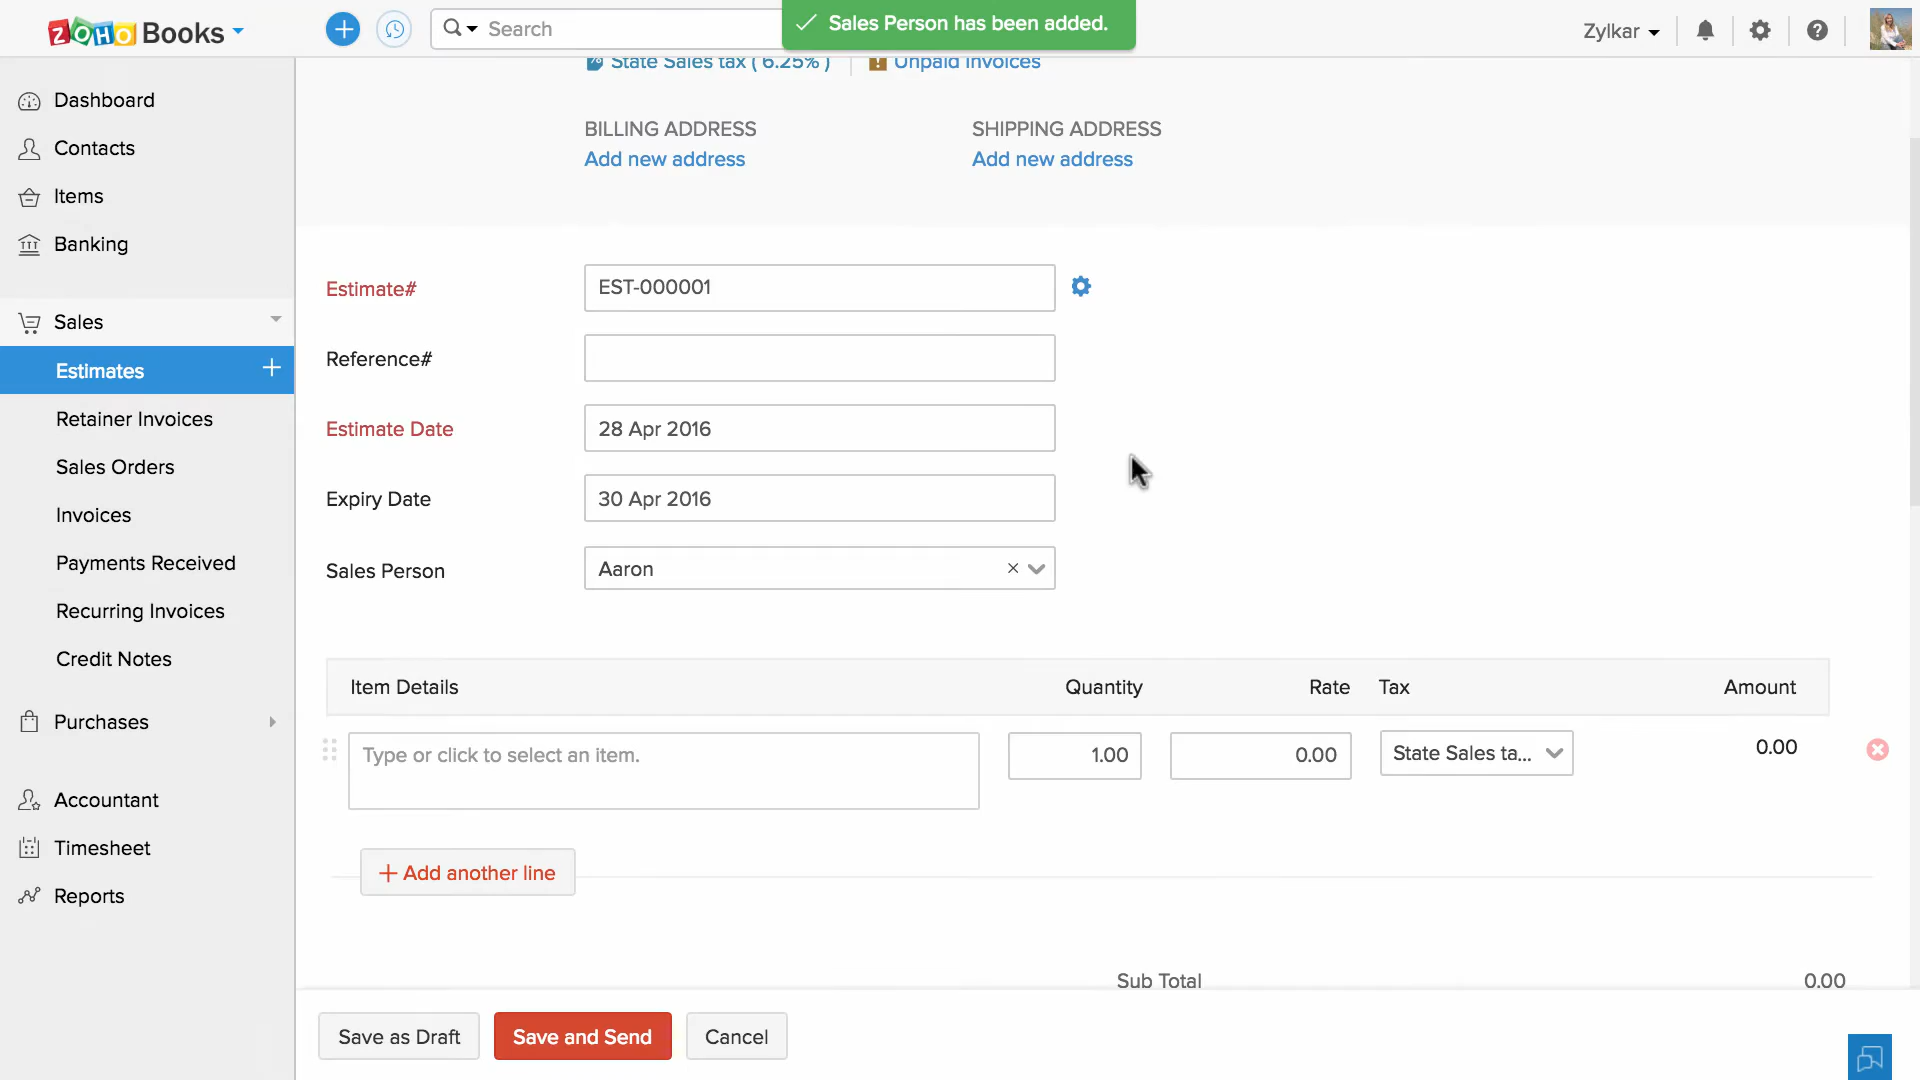 ZOHO Books
Search
Sales Person has been added.
Zylkar
State Sales tax ( 6.25% )
Unpaid Invoices
Dashboard
Contacts
Items
Banking
Sales
Estimates
Retainer Invoices
Sales Orders
Invoices
Payments Received
Recurring Invoices
Credit Notes
Purchases
Accountant
Timesheet
Reports
BILLING ADDRESS
SHIPPING ADDRESS
Add new address
Add new address
Estimate#
EST-000001
Reference#
Estimate Date
28 Apr 2016
Expiry Date
30 Apr 2016
Sales Person
Aaron
Item Details
Quantity
Rate
Tax
Amount
Type or click to select an item.
1.00
0.00
State Sales ta...
0.00
+ Add another line
Sub Total
0.00
Save as Draft
Save and Send
Cancel